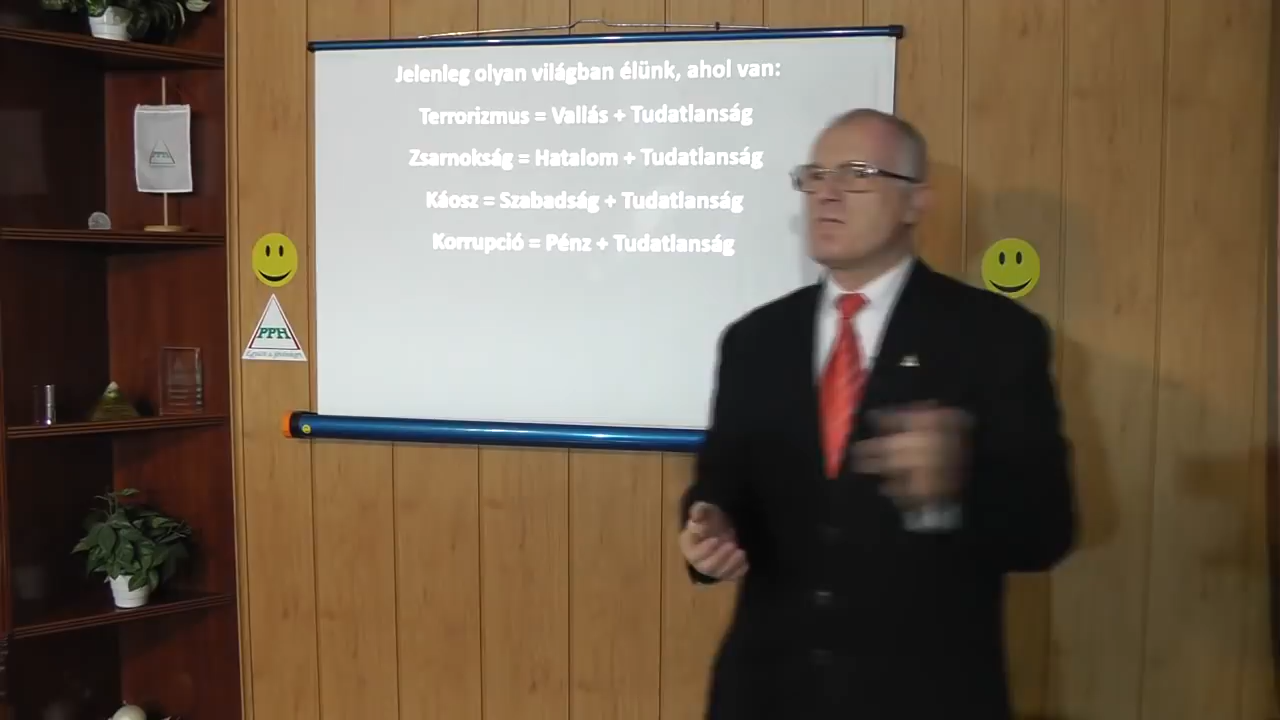 Jelenleg olyan világban élünk, ahol van:
Terrorizmus = Vallás + Tudatlanság
Zsarnokság = Hatalom + Tudatlanság
Káosz = Szabadság + Tudatlanság
Korrupció = Pénz + Tudatlanság
PPH